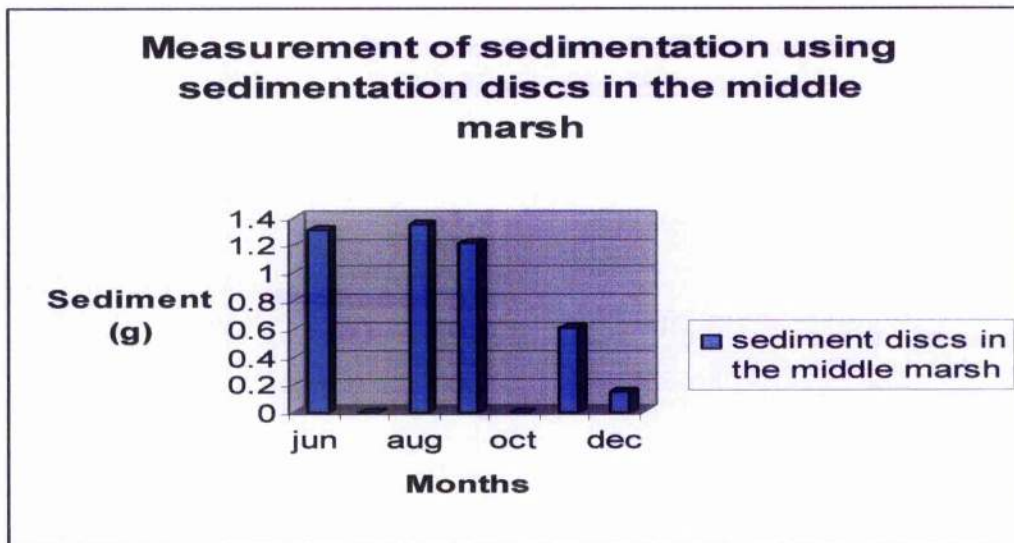 Measurement of sedimentation using
sedimentation discs in the middle
marsh
1.4
1.2
1
0.8
0.6
0.4
0.2
0
Sediment
(g)
jun aug oct dec
Months
sediment discs in
the middle marsh